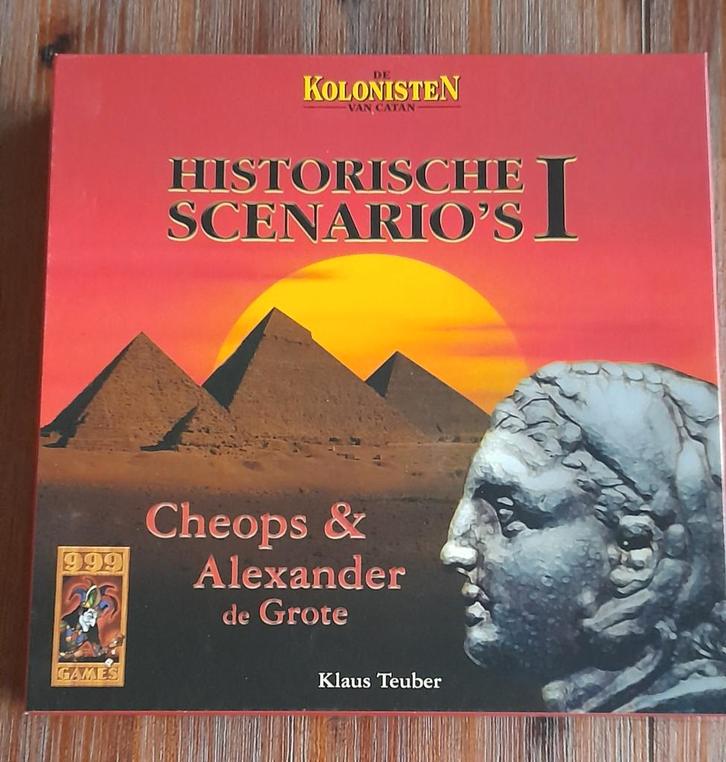 DE
KOLONISTEN
VAN CATAN
HISTORISCHE
SCENARIO'S I
Cheops &
Alexander
de Grote
999
GAMES
Klaus Teuber